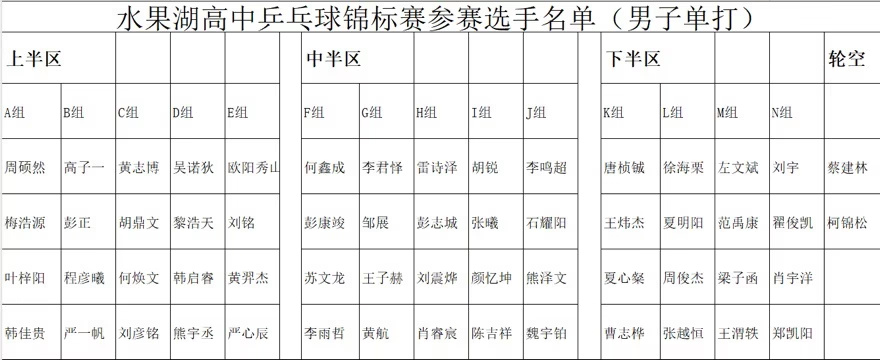 水果湖高中乒乓球锦标赛参赛选手名单（男子单打）
上半区 中半区 下半区 轮空
A组 B组 C组 D组 E组 F组 G组 H组 I组 J组 K组 L组 M组 N组
周硕然 高子一 黄志博 吴诺狄 欧阳秀山 何鑫成 李君怿 雷诗泽 胡锐 李鸣超 唐桢铖 徐海栗 左文斌 刘宇 蔡建林
梅浩源 彭正 胡鼎文 黎浩天 刘铭 彭康竣 邹展 彭志城 张曦 石耀阳 王炜杰 夏明阳 范禹康 翟俊凯 柯锦松
叶梓阳 程彦曦 何焕文 韩启睿 黄羿杰 苏文龙 王子赫 刘震烨 颜忆坤 熊泽文 夏心粲 周俊杰 梁子函 肖宇洋
韩佳贵 严一帆 刘彦铭 熊宇丞 严心辰 李雨哲 黄航 肖睿宸 陈吉祥 魏宇铂 曹志桦 张越恒 王渭轶 郑凯阳